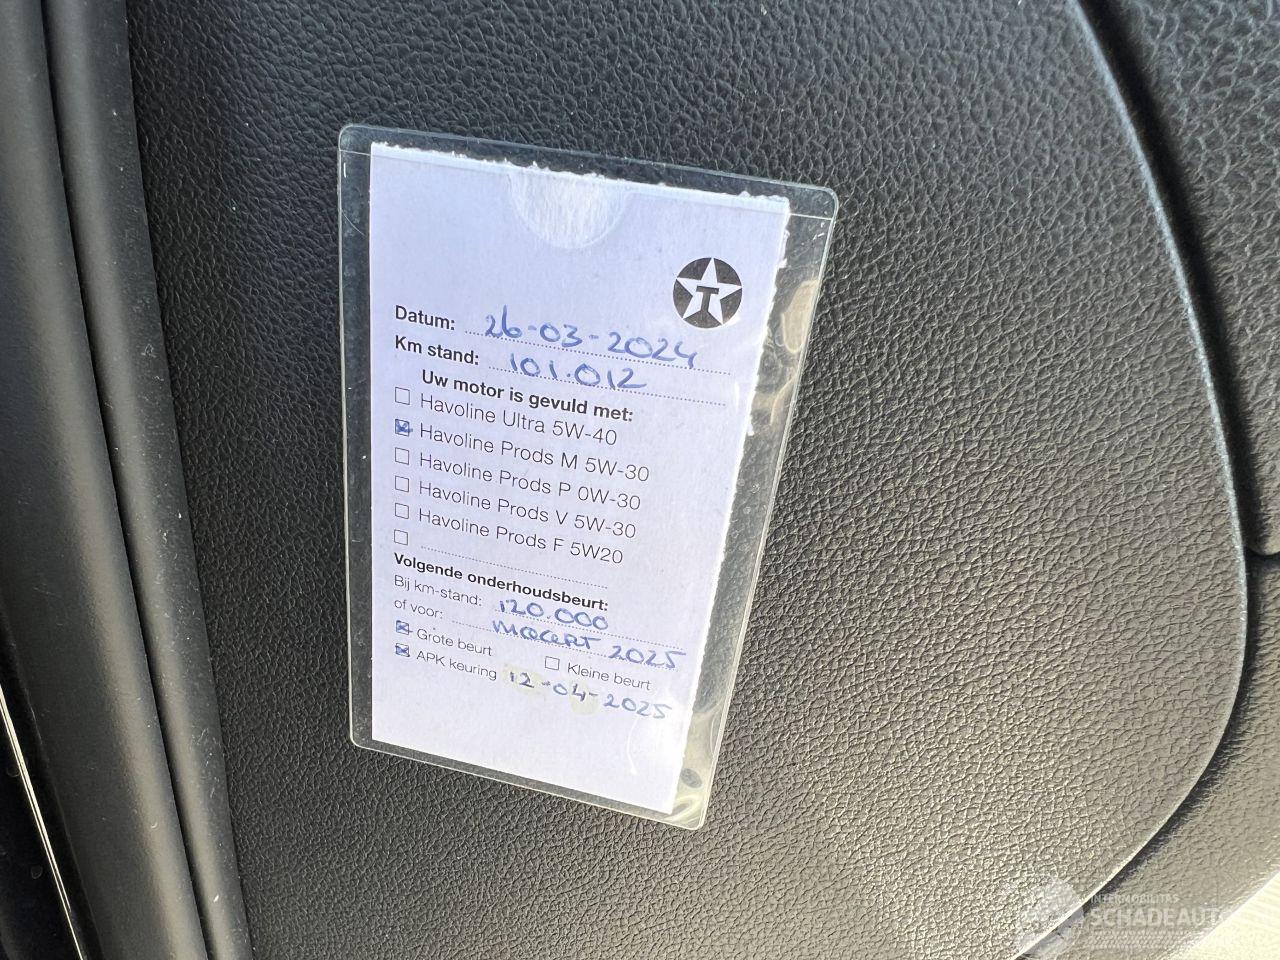 T
Datum: 26-03-2024
Km stand: 101.012
Uw motor is gevuld met:
Havoline Ultra 5W-40
Havoline Prods M 5W-30
Havoline Prods P 0W-30
Havoline Prods V 5W-30
Havoline Prods F 5W20
Volgende onderhoudsbeurt:
Bij km-stand: 120.000
of voor: maart 2025
Grote beurt Kleine beurt
APK keuring 12-04-2025
INTERMOBILITAS
SCHADEAUT